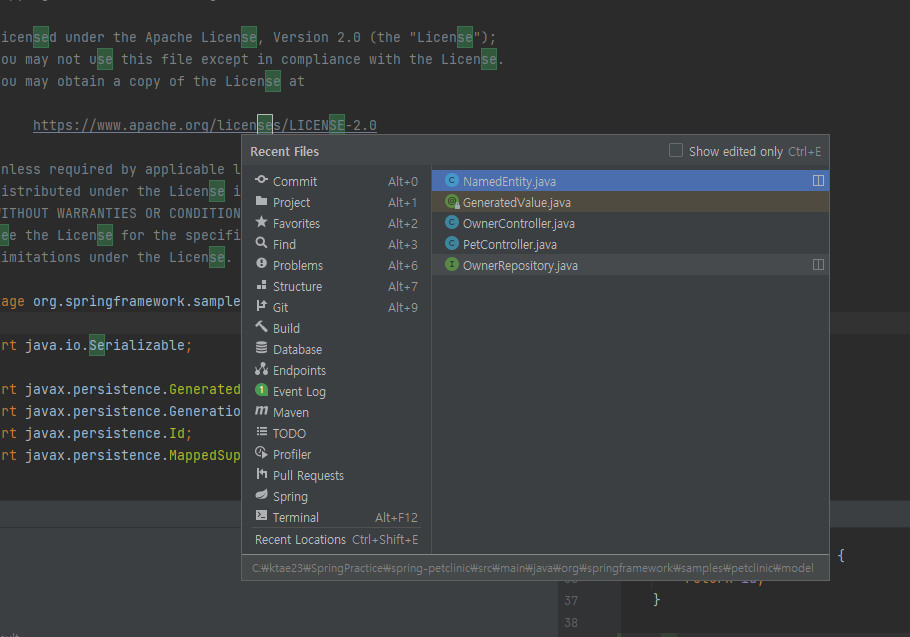 icensed under the Apache License, Version 2.0 (the "License");
ou may not use this file except in compliance with the License.
ou may obtain a copy of the License at
https://www.apache.org/licenses/LICENSE-2.0
nless required by applicable l
istributed under the License i
ITHOUT WARRANTIES OR CONDITION
ee the License for the specifi
imitations under the License.
age org.springframework.sample
rt java.io.Serializable;
rt javax.persistence.Generated
rt javax.persistence.Generatio
rt javax.persistence.Id;
rt javax.persistence.MappedSup
Recent Files
Show edited only Ctrl+E
Commit Alt+0
Project Alt+1
Favorites Alt+2
Find Alt+3
Problems Alt+6
Structure Alt+7
Git Alt+9
Build
Database
Endpoints
1 Event Log
Maven
TODO
Profiler
Pull Requests
Spring
Terminal Alt+F12
Recent Locations Ctrl+Shift+E
C NamedEntity.java
@ GeneratedValue.java
C OwnerController.java
C PetController.java
I OwnerRepository.java
C:₩ktae23₩SpringPractice₩spring-petclinic₩src₩main₩java₩org₩springframework₩samples₩petclinic₩model
{
37 }
38